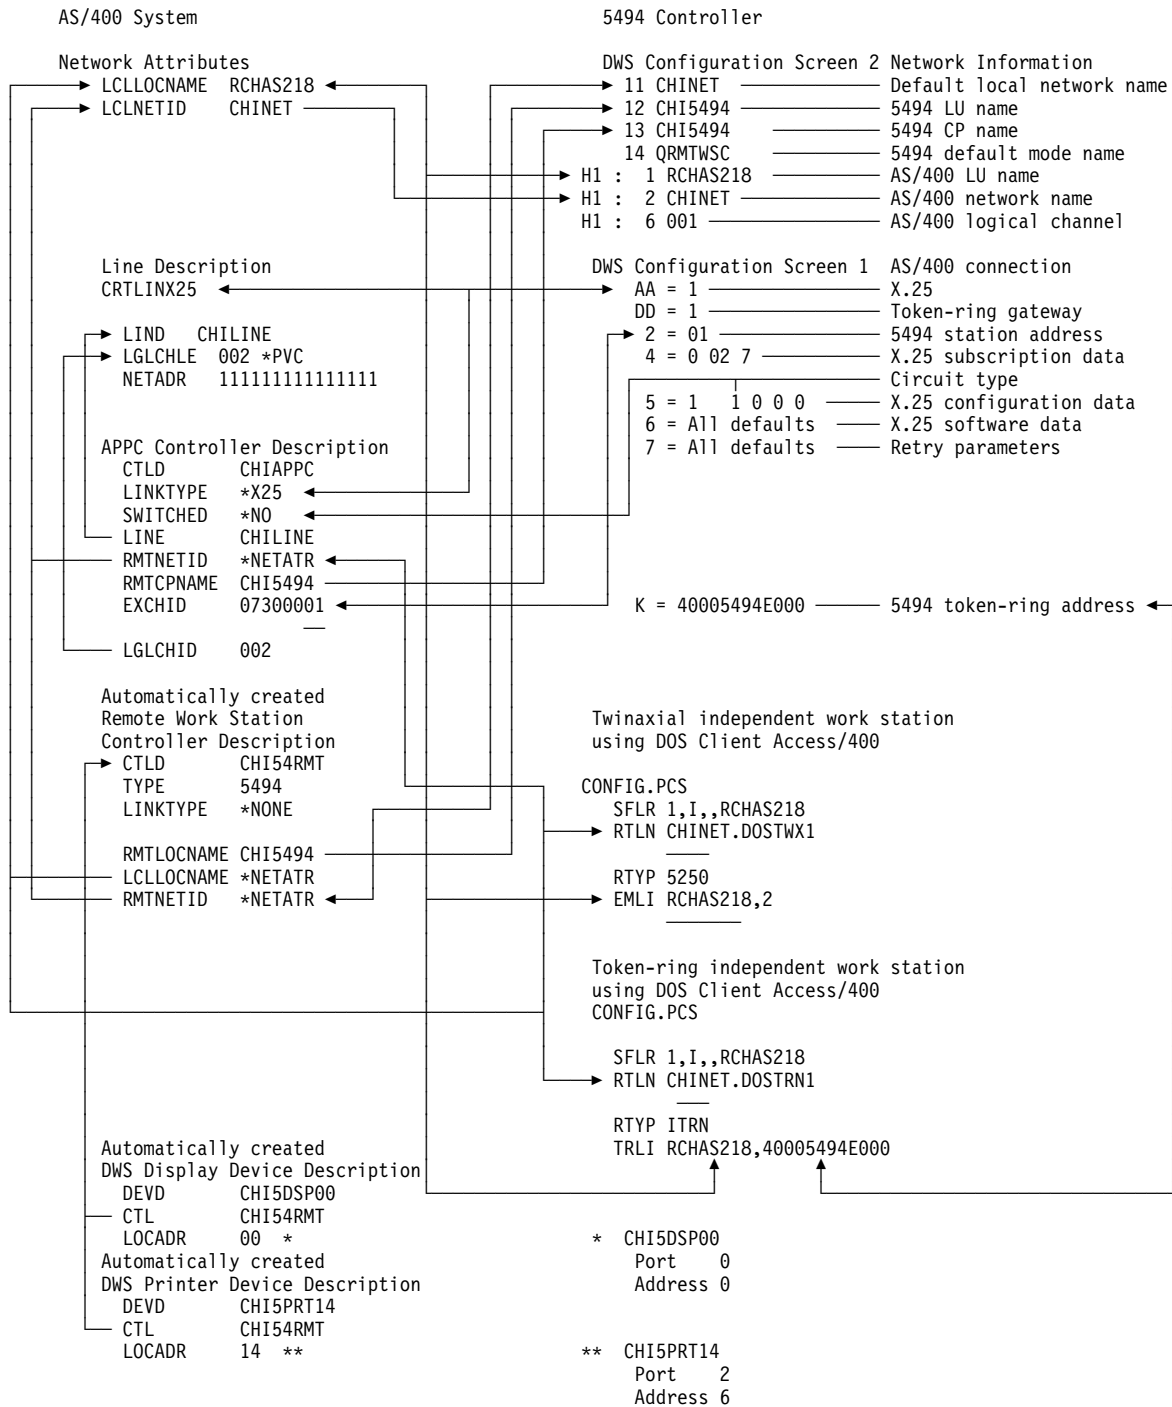 AS/400 System 5494 Controller
Network Attributes DWS Configuration Screen 2 Network Information
LCLLOCNAME RCHAS218 11 CHINET Default local network name
LCLNETID CHINET 12 CHI5494 5494 LU name
13 CHI5494 5494 CP name
14 QRMTWSC 5494 default mode name
H1 : 1 RCHAS218 AS/400 LU name
H1 : 2 CHINET AS/400 network name
H1 : 6 001 AS/400 logical channel
Line Description DWS Configuration Screen 1 AS/400 connection
CRTLINX25 AA = 1 X.25
DD = 1 Token-ring gateway
LIND CHILINE 2 = 01 5494 station address
LGLCHLE 002 *PVC 4 = 0 02 7 X.25 subscription data
NETADR 111111111111111 Circuit type
5 = 1 1 0 0 0 X.25 configuration data
6 = All defaults X.25 software data
APPC Controller Description 7 = All defaults Retry parameters
CTLD CHIAPPC
LINKTYPE *X25
SWITCHED *NO
LINE CHILINE
RMTNETID *NETATR
RMTCPNAME CHI5494
EXCHID 07300001 K = 40005494E000 5494 token-ring address
LGLCHID 002
Automatically created
Remote Work Station Twinaxial independent work station
Controller Description using DOS Client Access/400
CTLD CHI54RMT
TYPE 5494 CONFIG.PCS
LINKTYPE *NONE SFLR 1,I,,RCHAS218
RTLN CHINET.DOSTWX1
RMTLOCNAME CHI5494
LCLLOCNAME *NETATR RTYP 5250
RMTNETID *NETATR EMLI RCHAS218,2
Token-ring independent work station
using DOS Client Access/400
CONFIG.PCS
SFLR 1,I,,RCHAS218
RTLN CHINET.DOSTRN1
RTYP ITRN
Automatically created TRLI RCHAS218,40005494E000
DWS Display Device Description
DEVD CHI5DSP00
CTL CHI54RMT
LOCADR 00 * * CHI5DSP00
Automatically created Port 0
DWS Printer Device Description Address 0
DEVD CHI5PRT14
CTL CHI54RMT
LOCADR 14 ** ** CHI5PRT14
Port 2
Address 6